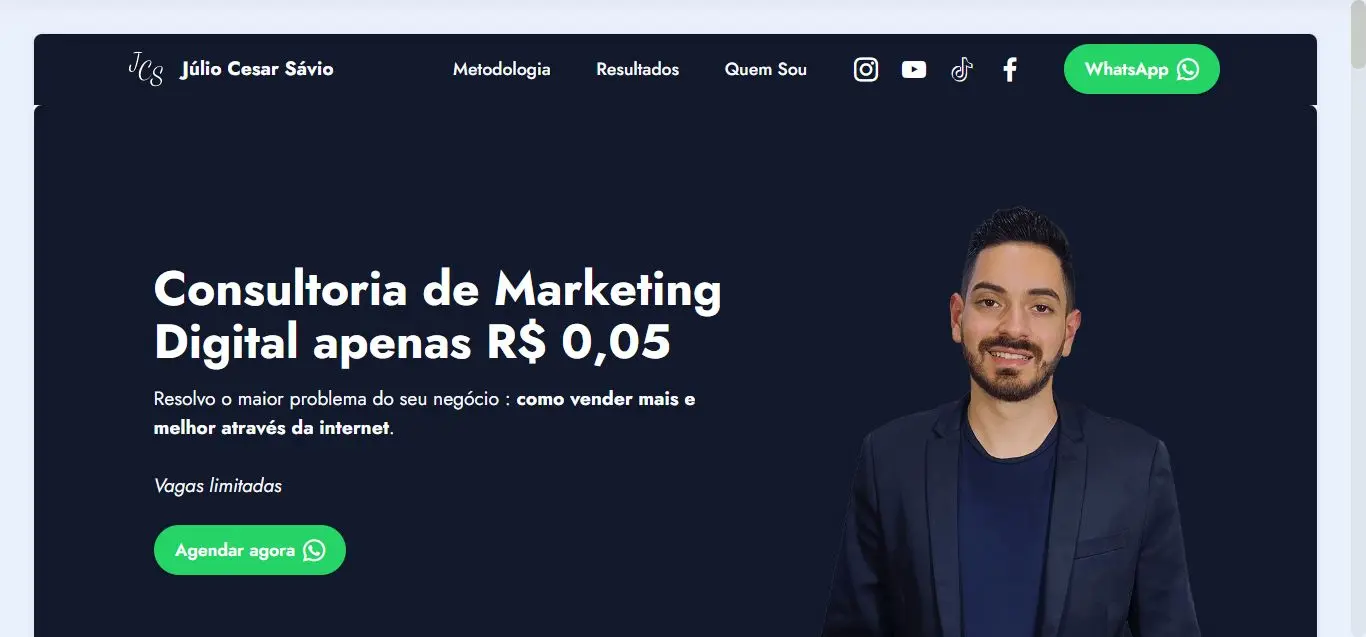 JCS Júlio Cesar Sávio Metodologia Resultados Quem Sou WhatsApp
Consultoria de Marketing
Digital apenas R$ 0,05
Resolvo o maior problema do seu negócio : como vender mais e
melhor através da internet.
Vagas limitadas
Agendar agora